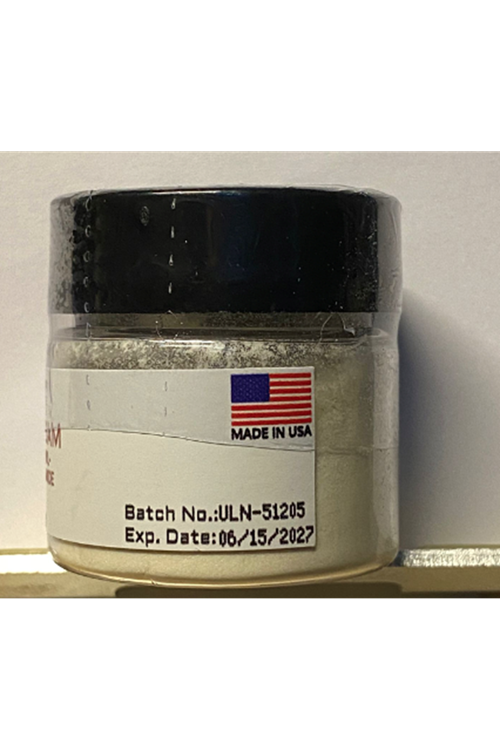 MADE IN USA
Batch No.:ULN-51205
Exp. Date:06/15/2027